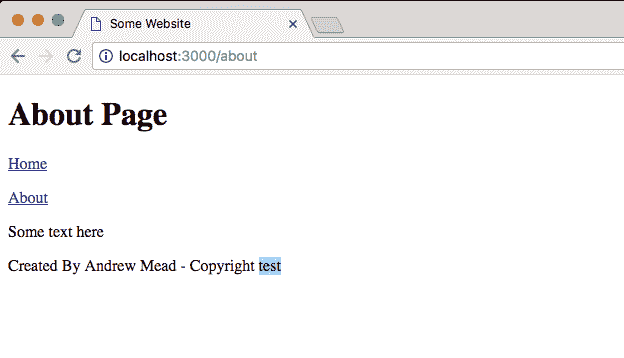 Some Website
localhost:3000/about
About Page
Home
About
Some text here
Created By Andrew Mead - Copyright test